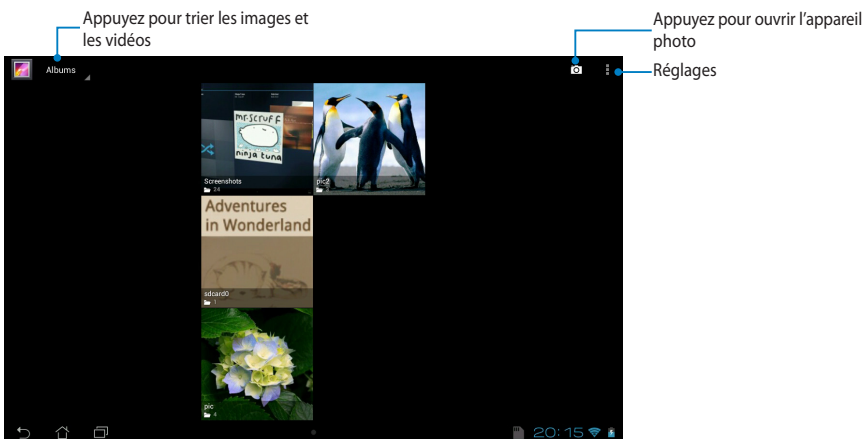 Appuyez pour trier les images et
les vidéos
Appuyez pour ouvrir l'appareil
photo
Réglages
Albums
mr.scruff
ninja tuna
Screenshots
24
pic2
Adventures
in Wonderland
sdcard0
1
pic
4
20:15